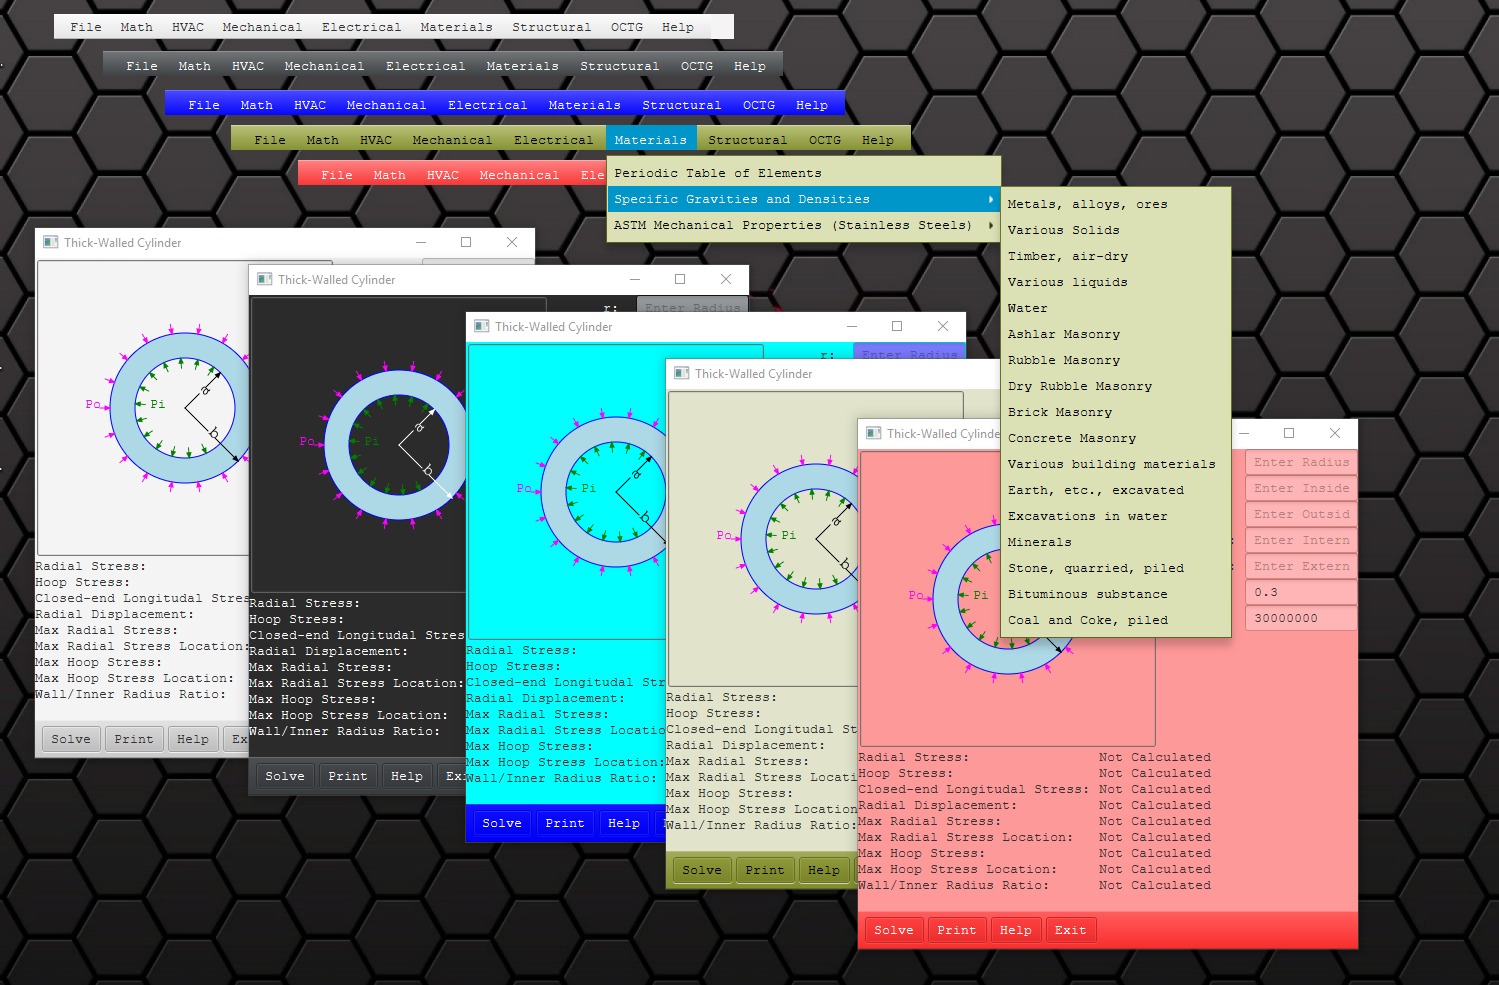 File Math HVAC Mechanical Electrical Materials Structural OCTG Help
File Math HVAC Mechanical Electrical Materials Structural OCTG Help
File Math HVAC Mechanical Electrical Materials Structural OCTG Help
File Math HVAC Mechanical Electrical Materials Structural OCTG Help
File Math HVAC Mechanical Ele
Periodic Table of Elements
Specific Gravities and Densities
ASTM Mechanical Properties (Stainless Steels)
Metals, alloys, ores
Various Solids
Timber, air-dry
Various liquids
Water
Ashlar Masonry
Rubble Masonry
Dry Rubble Masonry
Brick Masonry
Concrete Masonry
Various building materials
Earth, etc., excavated
Excavations in water
Minerals
Stone, quarried, piled
Bituminous substance
Coal and Coke, piled
Thick-Walled Cylinder
a
Po Pi
b
Radial Stress:
Hoop Stress:
Closed-end Longitudal Stres
Radial Displacement:
Max Radial Stress:
Max Radial Stress Location:
Max Hoop Stress:
Max Hoop Stress Location:
Wall/Inner Radius Ratio:
Solve Print Help Ex
Thick-Walled Cylinder
r: Enter Radius
a
Po Pi
b
Radial Stress:
Hoop Stress:
Closed-end Longitudal Stres
Radial Displacement:
Max Radial Stress:
Max Radial Stress Location:
Max Hoop Stress:
Max Hoop Stress Location:
Wall/Inner Radius Ratio:
Solve Print Help Ex
Thick-Walled Cylinder
r: Enter Radius
a
Po Pi
b
Radial Stress:
Hoop Stress:
Closed-end Longitudal Str
Radial Displacement:
Max Radial Stress:
Max Radial Stress Locatio
Max Hoop Stress:
Max Hoop Stress Location:
Wall/Inner Radius Ratio:
Solve Print Help
Thick-Walled Cylinder
a
Po Pi
b
Radial Stress:
Hoop Stress:
Closed-end Longitudal St
Radial Displacement:
Max Radial Stress:
Max Radial Stress Locati
Max Hoop Stress:
Max Hoop Stress Location
Wall/Inner Radius Ratio:
Solve Print Help
Thick-Walled Cylinde
Enter Radius
Enter Inside
Enter Outsid
: Enter Intern
: Enter Extern
0.3
30000000
Po Pi
Radial Stress: Not Calculated
Hoop Stress: Not Calculated
Closed-end Longitudal Stress: Not Calculated
Radial Displacement: Not Calculated
Max Radial Stress: Not Calculated
Max Radial Stress Location: Not Calculated
Max Hoop Stress: Not Calculated
Max Hoop Stress Location: Not Calculated
Wall/Inner Radius Ratio: Not Calculated
Solve Print Help Exit